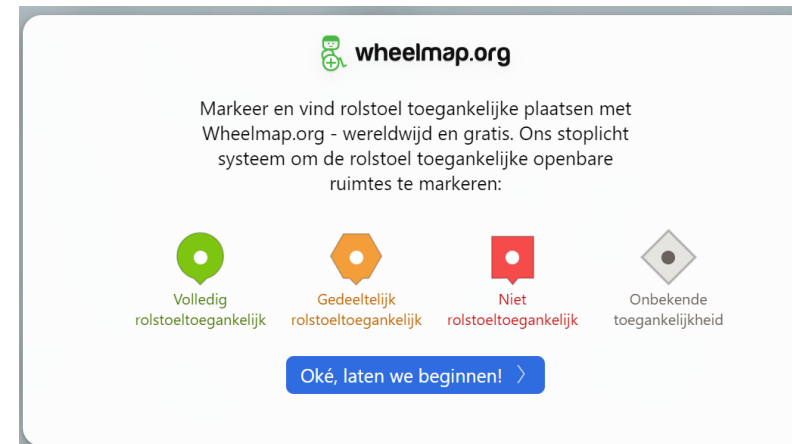 wheelmap.org
Markeer en vind rolstoel toegankelijke plaatsen met
Wheelmap.org - wereldwijd en gratis. Ons stoplicht
systeem om de rolstoel toegankelijke openbare
ruimtes te markeren:
Volledig
rolstoeltoegankelijk
Gedeeltelijk
rolstoeltoegankelijk
Niet
rolstoeltoegankelijk
Onbekende
toegankelijkheid
Oké, laten we beginnen!